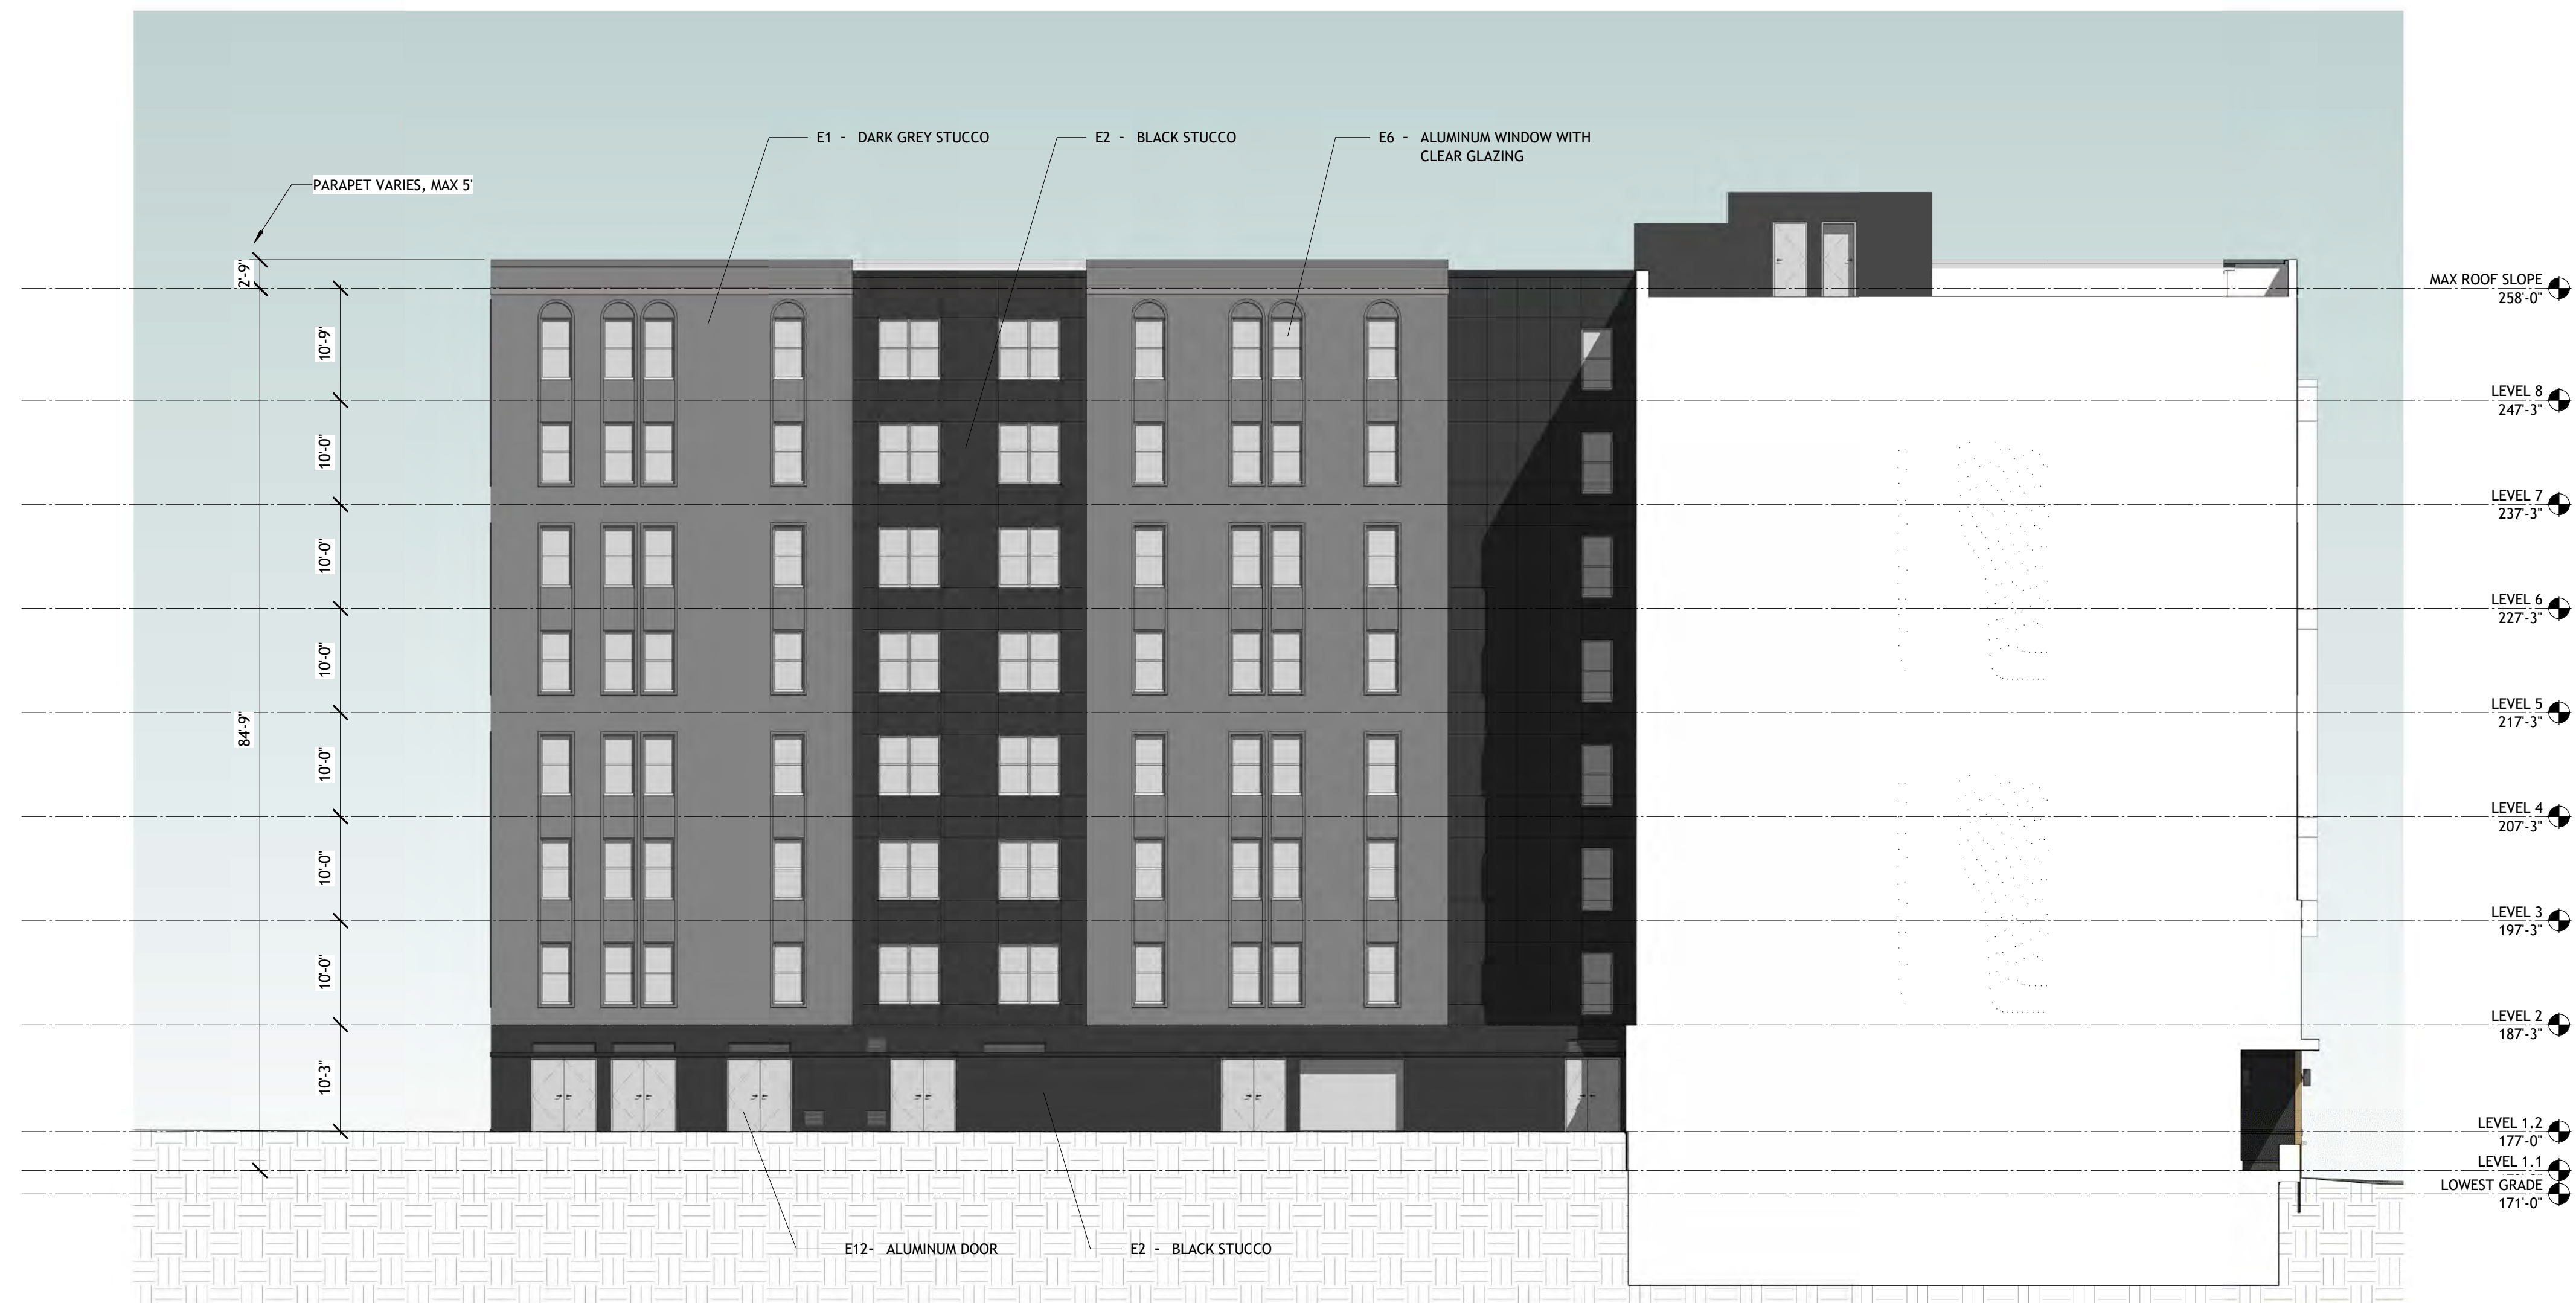 E1 - DARK GREY STUCCO
E2 - BLACK STUCCO
E6 - ALUMINUM WINDOW WITH
CLEAR GLAZING
PARAPET VARIES, MAX 5'
2'-9"
MAX ROOF SLOPE
258'-0"
10'-9"
LEVEL 8
247'-3"
10'-0"
LEVEL 7
237'-3"
10'-0"
LEVEL 6
227'-3"
10'-0"
LEVEL 5
217'-3"
84'-9"
10'-0"
LEVEL 4
207'-3"
10'-0"
LEVEL 3
197'-3"
10'-0"
LEVEL 2
187'-3"
10'-3"
LEVEL 1.2
177'-0"
LEVEL 1.1
LOWEST GRADE
171'-0"
E12- ALUMINUM DOOR
E2 - BLACK STUCCO